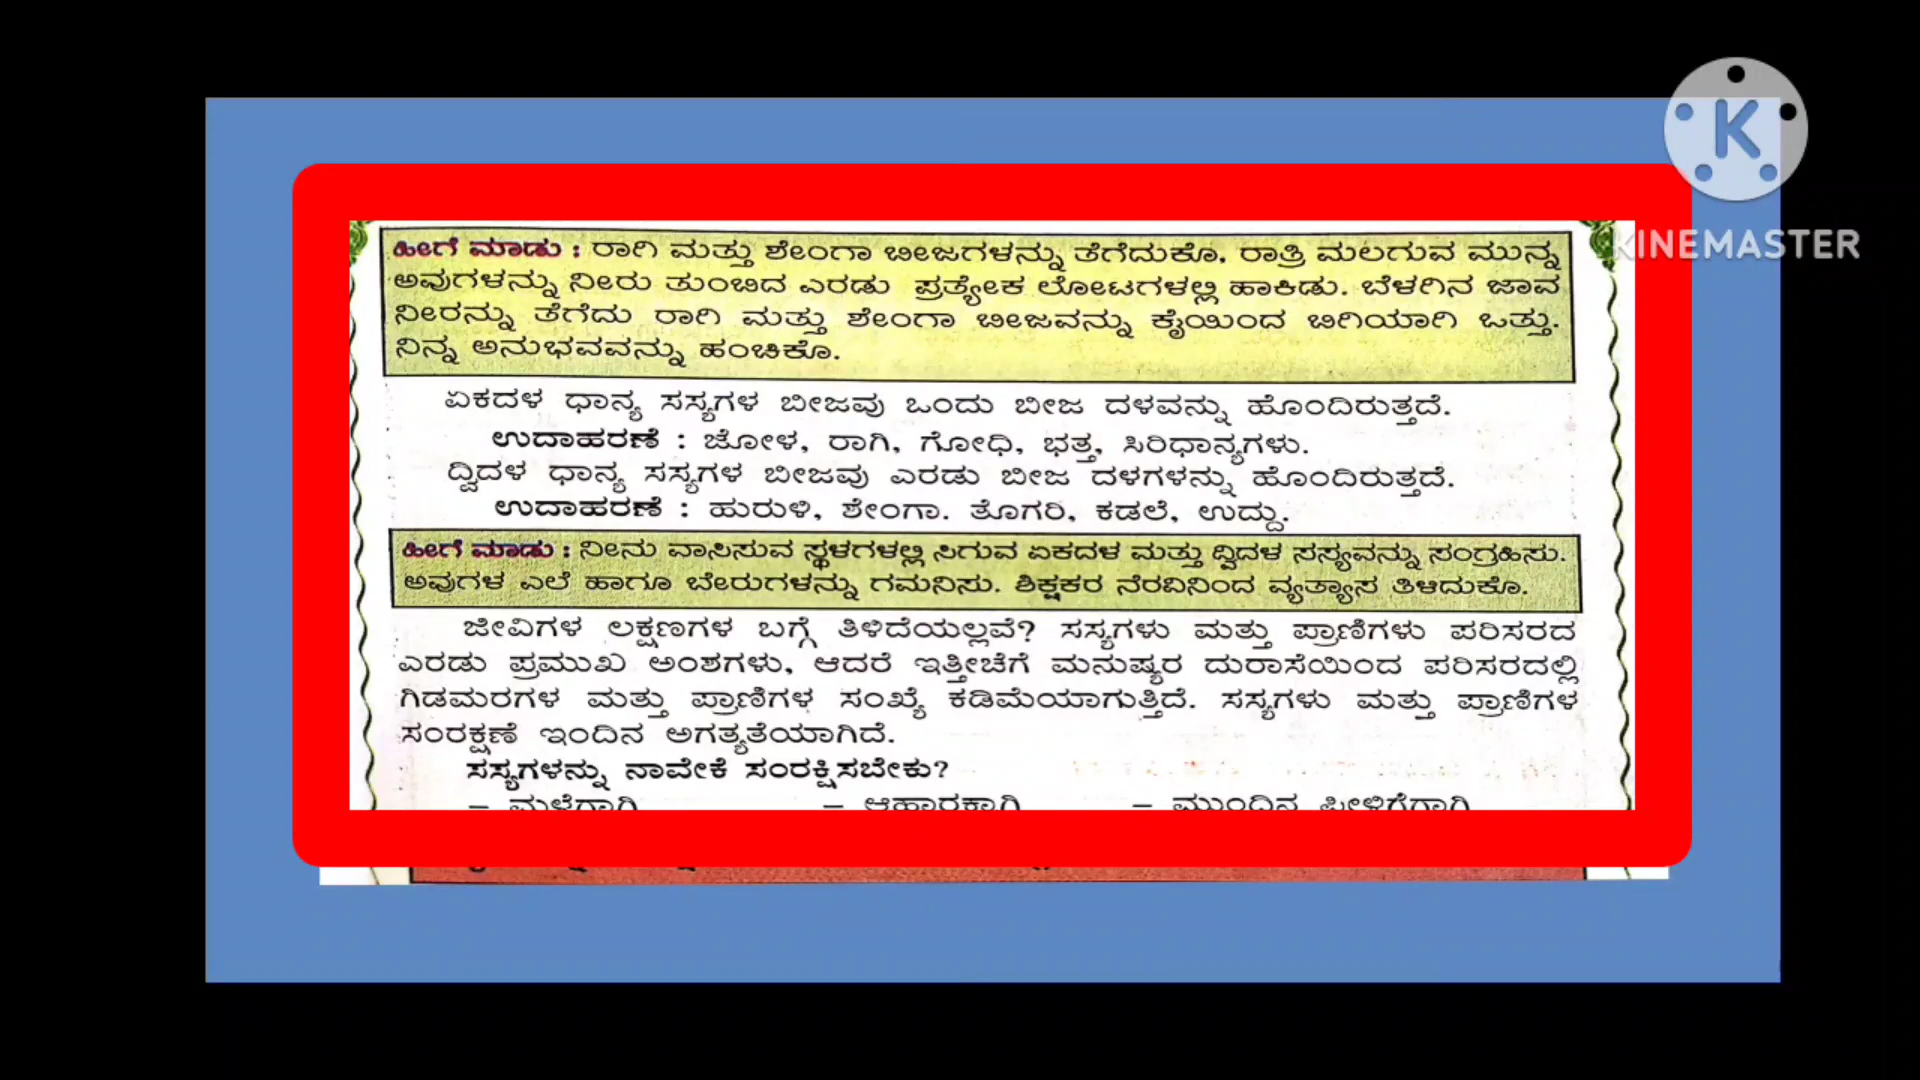 K
KINEMASTER
ಹೀಗೆ ಮಾಡು : ರಾಗಿ ಮತ್ತು ಶೇಂಗಾ ಬೀಜಗಳನ್ನು ತೆಗೆದುಕೊ. ರಾತ್ರಿ ಮಲಗುವ ಮುನ್ನ
ಅವುಗಳನ್ನು ನೀರು ತುಂಬಿದ ಎರಡು ಪ್ರತ್ಯೇಕ ಲೋಟಗಳಲ್ಲಿ ಹಾಕಿಡು. ಬೆಳಗಿನ ಜಾವ
ನೀರನ್ನು ತೆಗೆದು ರಾಗಿ ಮತ್ತು ಶೇಂಗಾ ಬೀಜವನ್ನು ಕೈಯಿಂದ ಬಿಗಿಯಾಗಿ ಒತ್ತು.
ನಿನ್ನ ಅನುಭವವನ್ನು ಹಂಚಿಕೊ.
ಏಕದಳ ಧಾನ್ಯ ಸಸ್ಯಗಳ ಬೀಜವು ಒಂದು ಬೀಜ ದಳವನ್ನು ಹೊಂದಿರುತ್ತದೆ.
ಉದಾಹರಣೆ : ಜೋಳ, ರಾಗಿ, ಗೋಧಿ, ಭತ್ತ, ಸಿರಿಧಾನ್ಯಗಳು.
ದ್ವಿದಳ ಧಾನ್ಯ ಸಸ್ಯಗಳ ಬೀಜವು ಎರಡು ಬೀಜ ದಳಗಳನ್ನು ಹೊಂದಿರುತ್ತದೆ.
ಉದಾಹರಣೆ : ಹುರುಳಿ, ಶೇಂಗಾ. ತೊಗರಿ, ಕಡಲೆ, ಉದ್ದು.
ಹೀಗೆ ಮಾಡು : ನೀನು ವಾಸಿಸುವ ಸ್ಥಳಗಳಲ್ಲಿ ಸಿಗುವ ಏಕದಳ ಮತ್ತು ದ್ವಿದಳ ಸಸ್ಯವನ್ನು ಸಂಗ್ರಹಿಸು.
ಅವುಗಳ ಎಲೆ ಹಾಗೂ ಬೇರುಗಳನ್ನು ಗಮನಿಸು. ಶಿಕ್ಷಕರ ನೆರವಿನಿಂದ ವ್ಯತ್ಯಾಸ ತಿಳಿದುಕೊ.
ಜೀವಿಗಳ ಲಕ್ಷಣಗಳ ಬಗ್ಗೆ ತಿಳಿದೆಯಲ್ಲವೆ? ಸಸ್ಯಗಳು ಮತ್ತು ಪ್ರಾಣಿಗಳು ಪರಿಸರದ
ಎರಡು ಪ್ರಮುಖ ಅಂಶಗಳು, ಆದರೆ ಇತ್ತೀಚೆಗೆ ಮನುಷ್ಯರ ದುರಾಸೆಯಿಂದ ಪರಿಸರದಲ್ಲಿ
ಗಿಡಮರಗಳ ಮತ್ತು ಪ್ರಾಣಿಗಳ ಸಂಖ್ಯೆ ಕಡಿಮೆಯಾಗುತ್ತಿದೆ. ಸಸ್ಯಗಳು ಮತ್ತು ಪ್ರಾಣಿಗಳ
ಸಂರಕ್ಷಣೆ ಇಂದಿನ ಅಗತ್ಯತೆಯಾಗಿದೆ.
ಸಸ್ಯಗಳನ್ನು ನಾವೇಕೆ ಸಂರಕ್ಷಿಸಬೇಕು?
– ಮಳೆಗಾಗಿ – ಆಹಾರಕ್ಕಾಗಿ – ಮುಂದಿನ ಪೀಳಿಗೆಗಾಗಿ